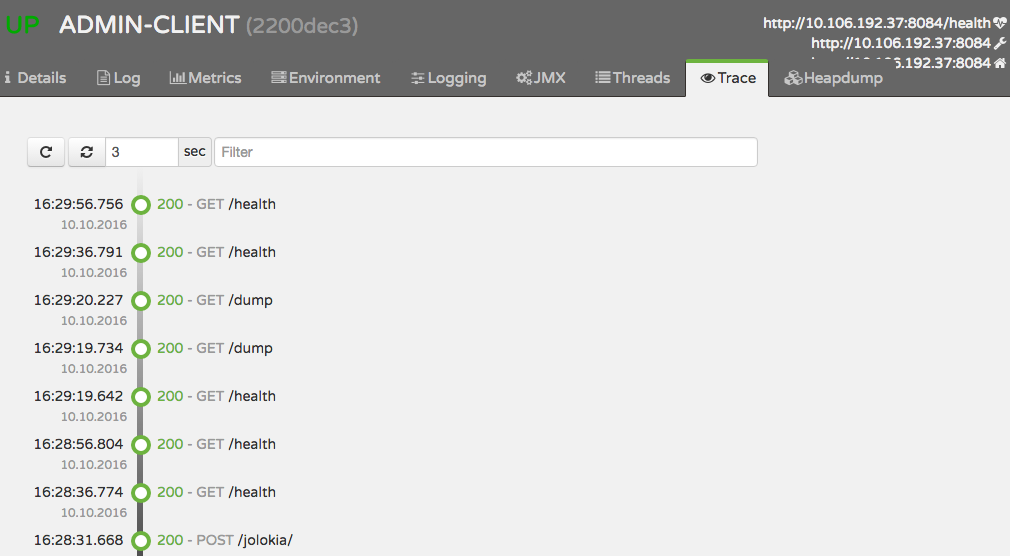 UP ADMIN-CLIENT (2200dec3)
http://10.106.192.37:8084/health
http://10.106.192.37:8084
http://10.106.192.37:8084
Details Log Metrics Environment Logging JMX Threads Trace Heapdump
3 sec Filter
16:29:56.756 200 - GET /health
10.10.2016
16:29:36.791 200 - GET /health
10.10.2016
16:29:20.227 200 - GET /dump
10.10.2016
16:29:19.734 200 - GET /dump
10.10.2016
16:29:19.642 200 - GET /health
10.10.2016
16:28:56.804 200 - GET /health
10.10.2016
16:28:36.774 200 - GET /health
10.10.2016
16:28:31.668 200 - POST /jolokia/